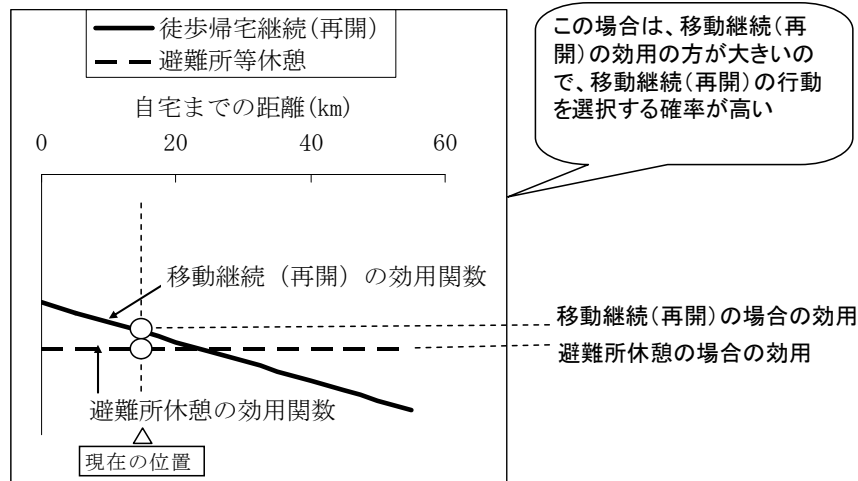 徒歩帰宅継続(再開)
避難所等休憩
自宅までの距離(km)
0 20 40 60
この場合は、移動継続(再
開)の効用の方が大きいの
で、移動継続(再開)の行動
を選択する確率が高い
移動継続（再開）の効用関数
移動継続(再開)の場合の効用
避難所休憩の場合の効用
避難所休憩の効用関数
現在の位置